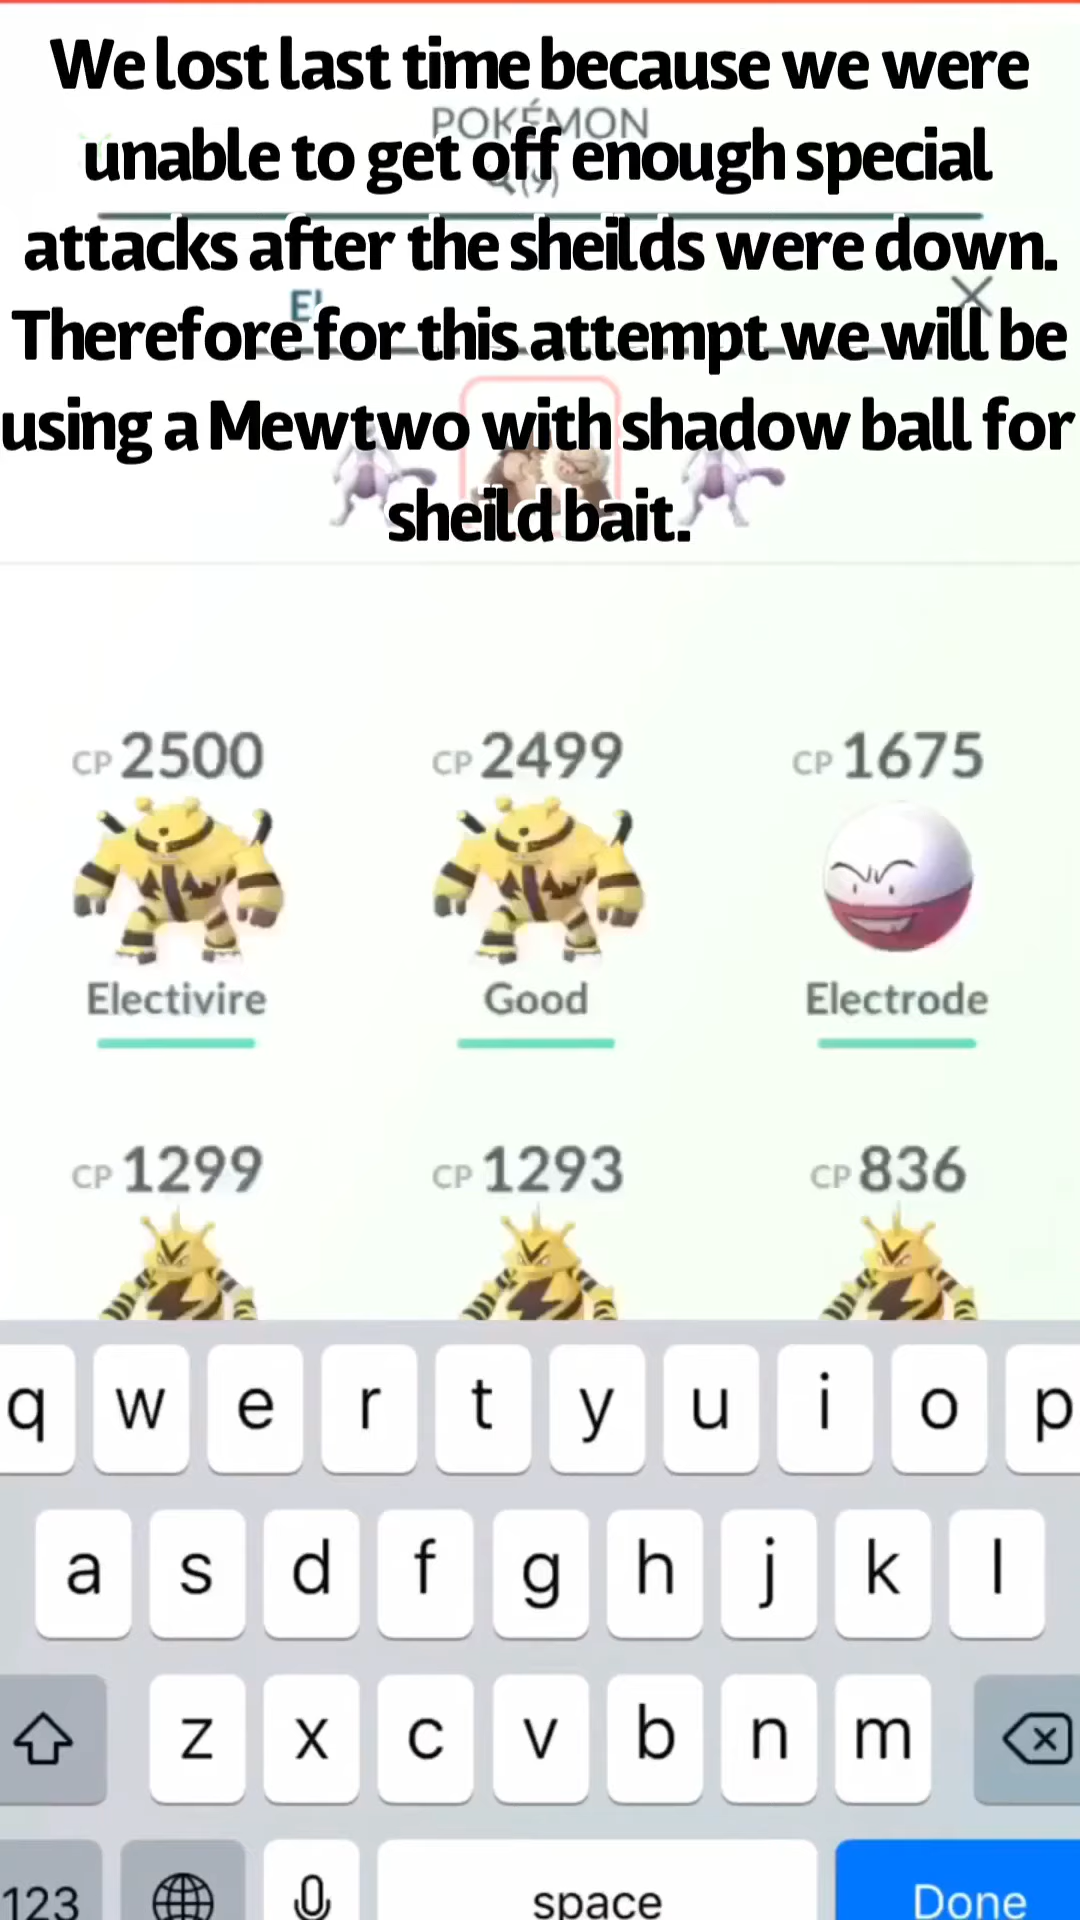 We lost last time because we were
POKÉMON
unable to get off enough special
(9)
attacks after the sheilds were down.
El
Therefore for this attempt we will be
using a Mewtwo with shadow ball for
sheild bait.
CP 2500 CP 2499 CP 1675
Electivire Good Electrode
CP 1299 CP 1293 CP 836
q w e r t y u i o p
a s d f g h j k l
z x c v b n m
123 space Done